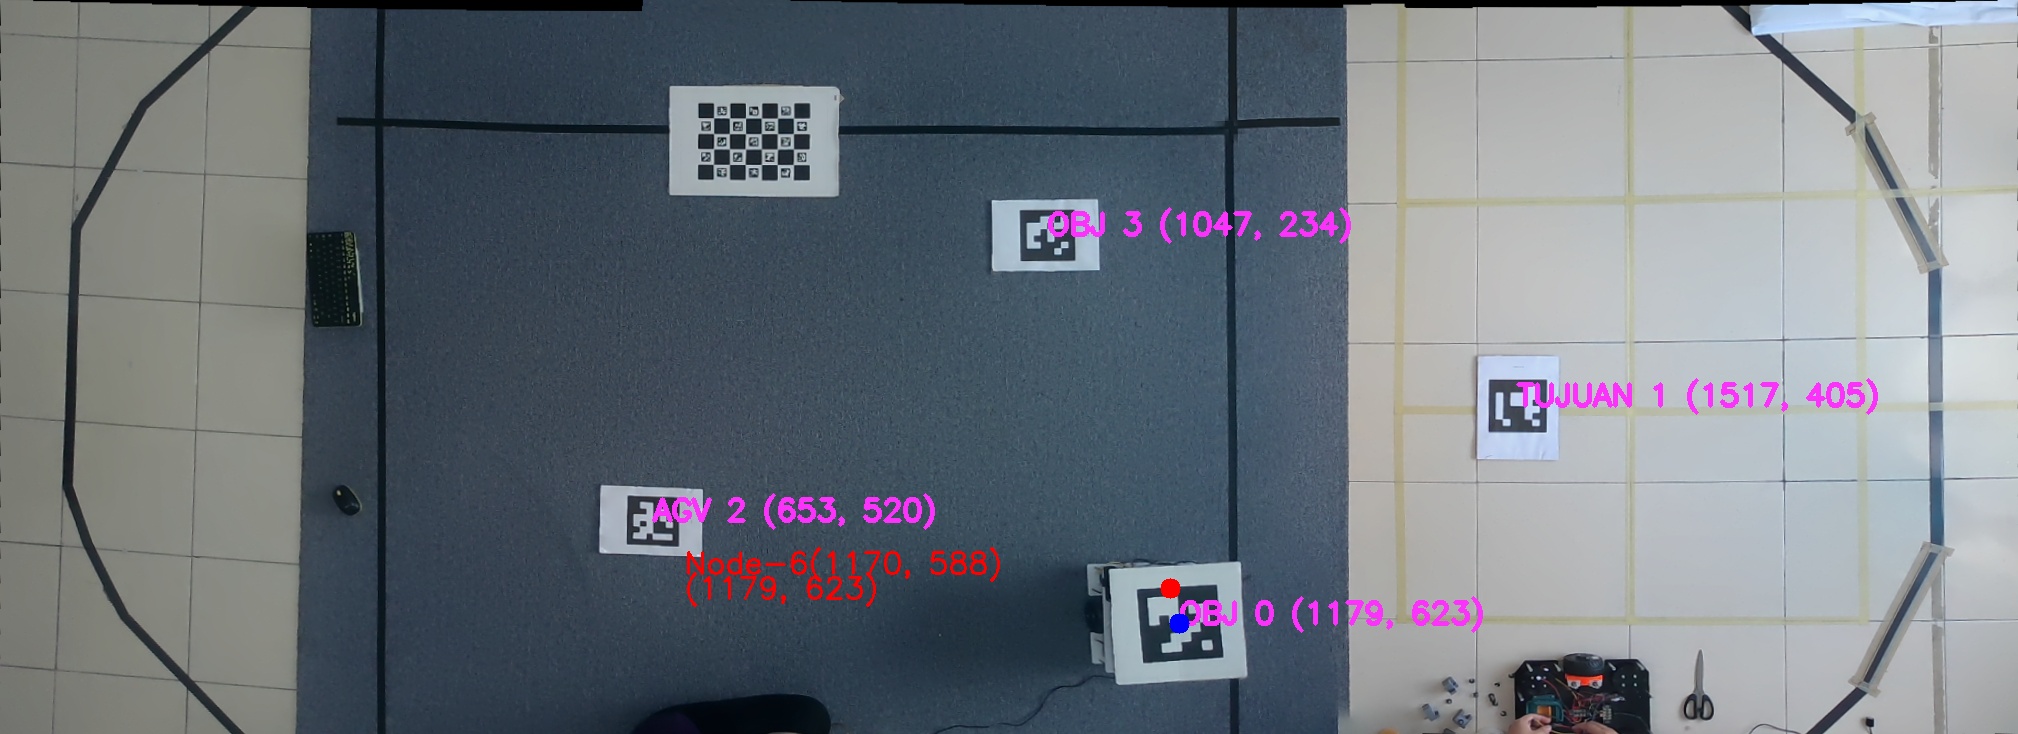 OBJ 3 (1047, 234)
TUJUAN 1 (1517, 405)
AGV 2 (653, 520)
Node-6(1170, 588)
(1179, 623)
OBJ 0 (1179, 623)